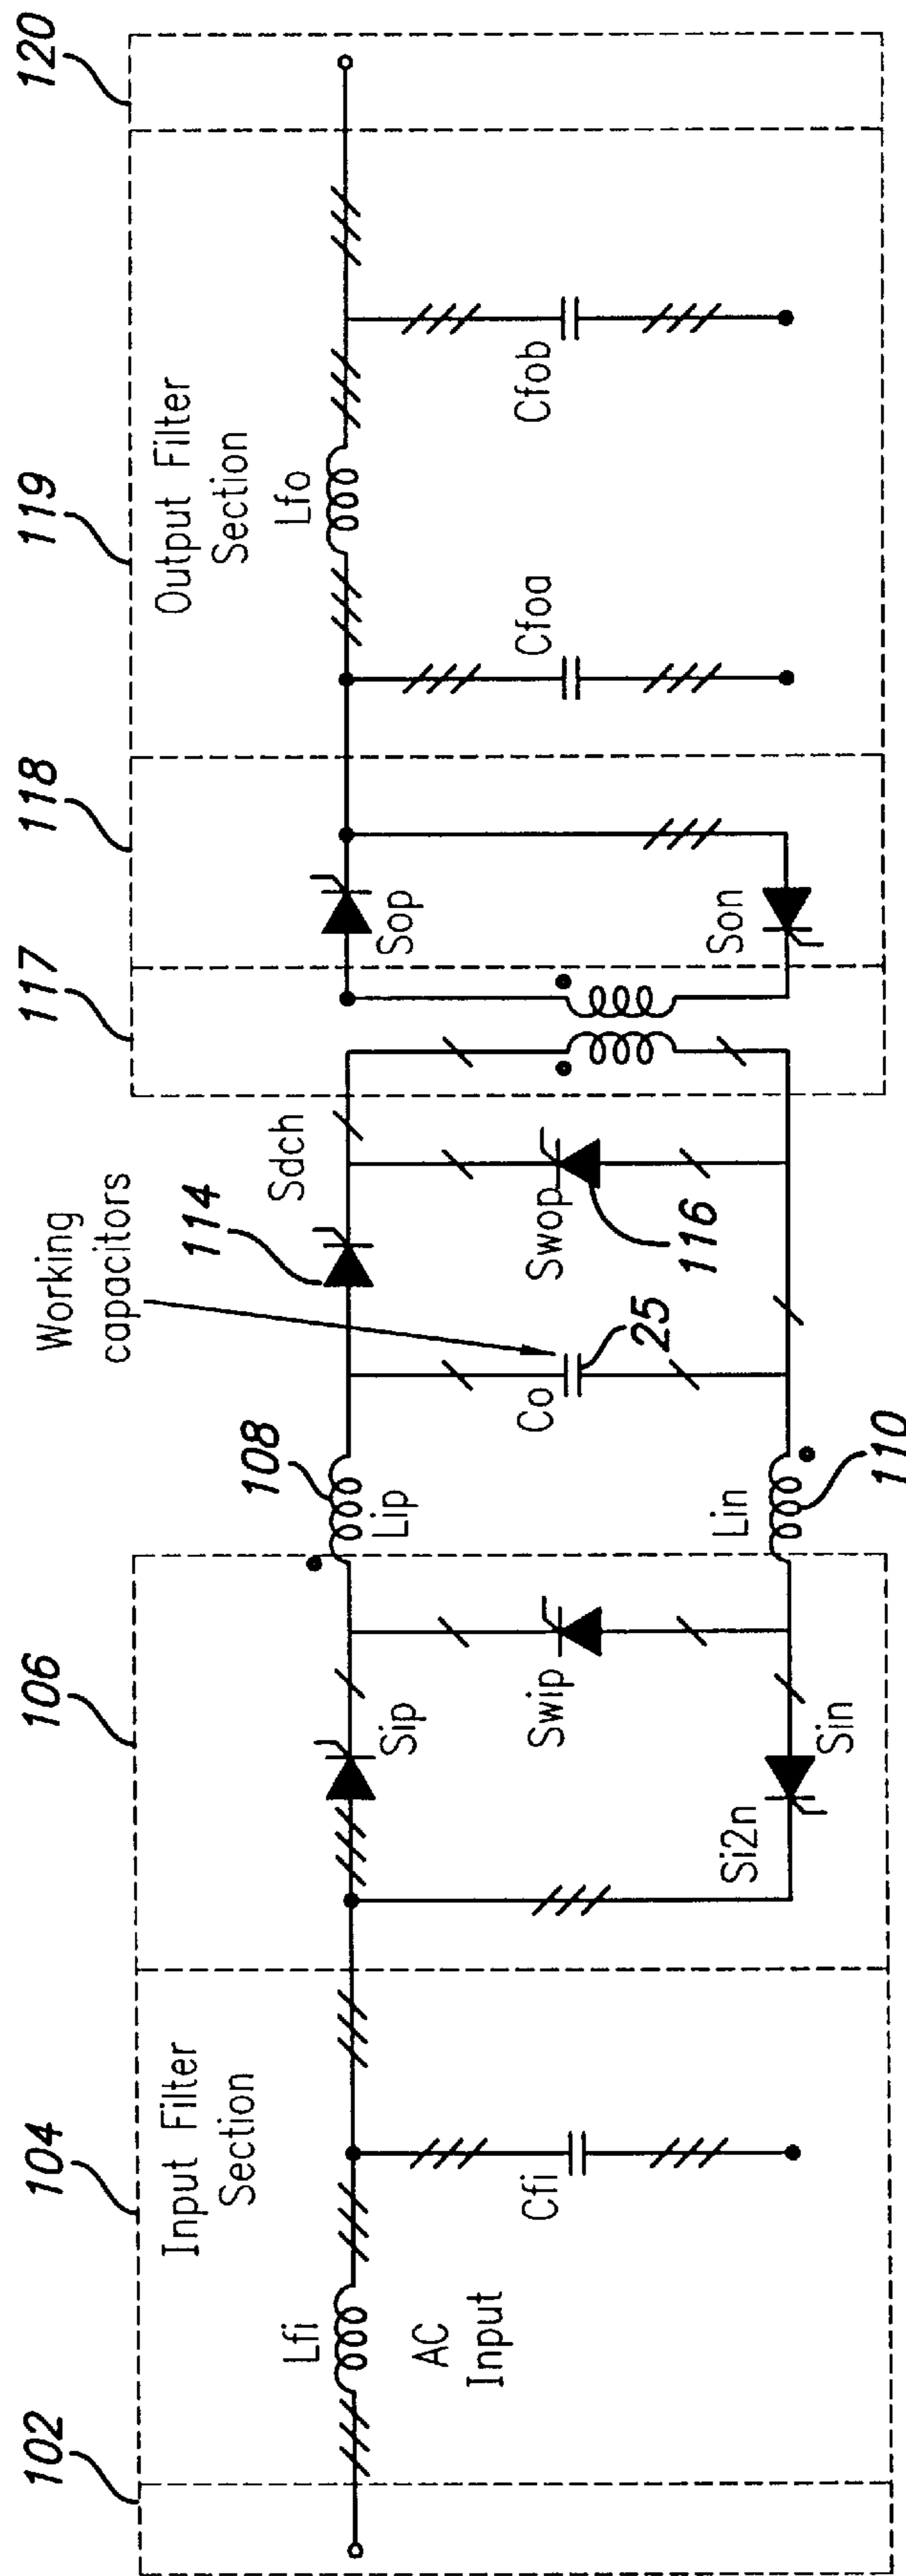 102
104
106
108
Working
capacitors
114
117
118
119
120
Input Filter
Section
Output Filter
Section
Lfi
AC
Input
Cfi
Sip
Swip
Si2n
Sin
Lip
Lin
110
Co
25
Sdch
Swop
116
Sop
Son
Cfoa
Lfo
Cfob